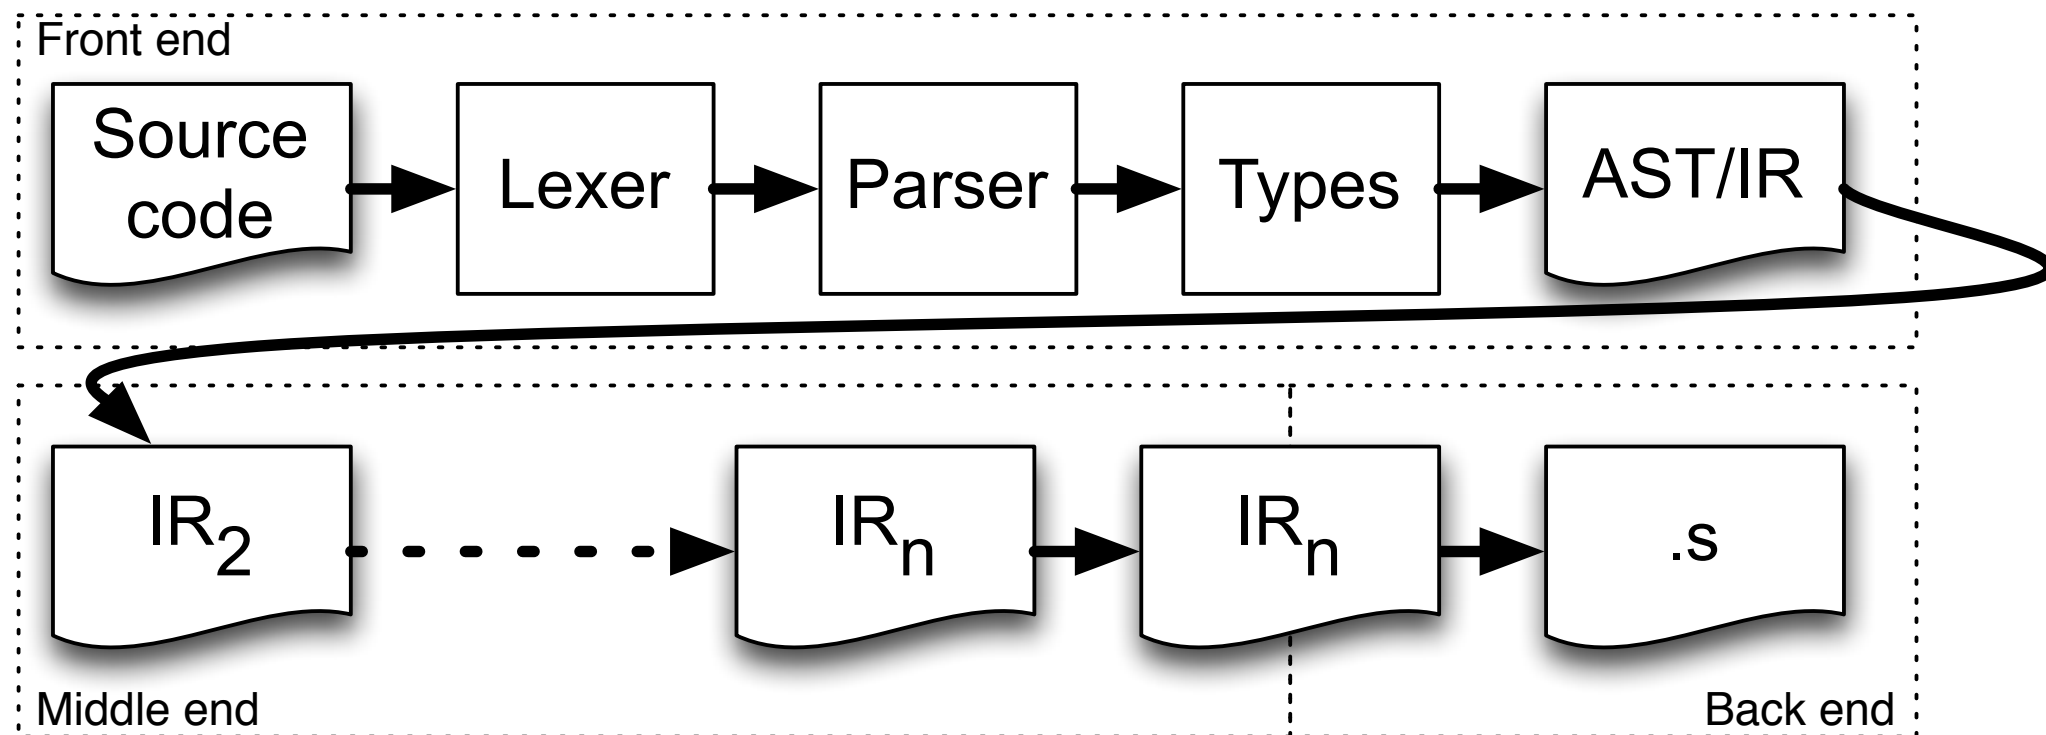 Front end
Source
code
Lexer
Parser
Types
AST/IR
IR2
IRn
IRn
.s
Middle end
Back end